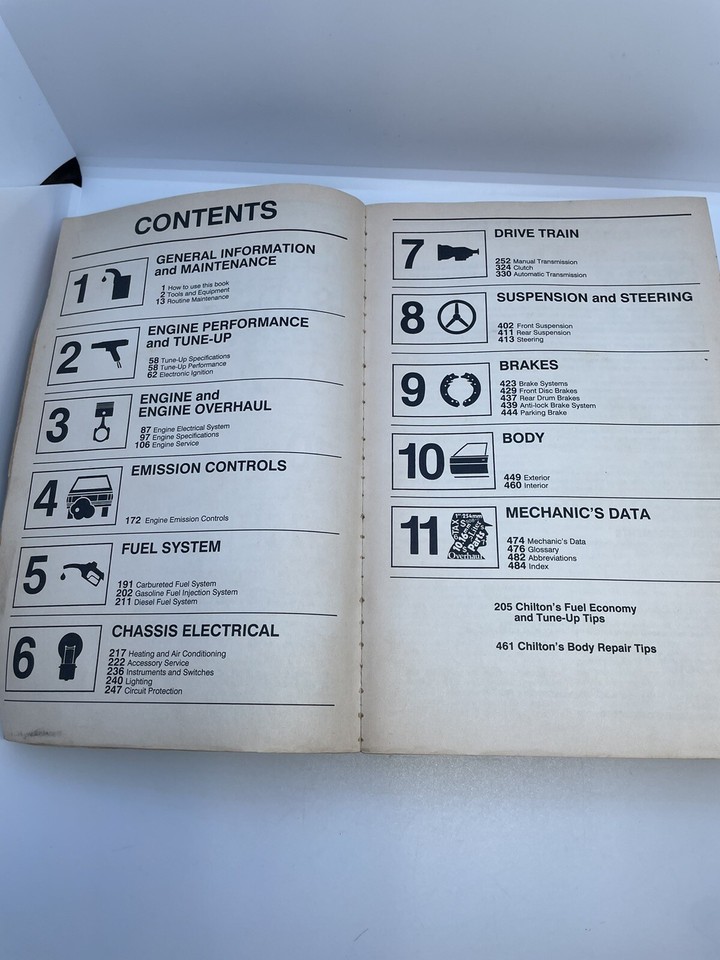 CONTENTS
1
GENERAL INFORMATION
and MAINTENANCE
1 How to use this book
2 Tools and Equipment
13 Routine Maintenance
2
ENGINE PERFORMANCE
and TUNE-UP
58 Tune-Up Specifications
58 Tune-Up Performance
62 Electronic Ignition
3
ENGINE and
ENGINE OVERHAUL
87 Engine Electrical System
97 Engine Specifications
106 Engine Service
4
EMISSION CONTROLS
172 Engine Emission Controls
5
FUEL SYSTEM
191 Carbureted Fuel System
202 Gasoline Fuel Injection System
211 Diesel Fuel System
6
CHASSIS ELECTRICAL
217 Heating and Air Conditioning
222 Accessory Service
236 Instruments and Switches
240 Lighting
247 Circuit Protection
7
DRIVE TRAIN
252 Manual Transmission
324 Clutch
330 Automatic Transmission
8
SUSPENSION and STEERING
402 Front Suspension
411 Rear Suspension
413 Steering
9
BRAKES
423 Brake Systems
429 Front Disc Brakes
437 Rear Drum Brakes
439 Anti-lock Brake System
444 Parking Brake
10
BODY
449 Exterior
460 Interior
11
MECHANIC'S DATA
474 Mechanic's Data
476 Glossary
482 Abbreviations
484 Index
205 Chilton's Fuel Economy
and Tune-Up Tips
461 Chilton's Body Repair Tips